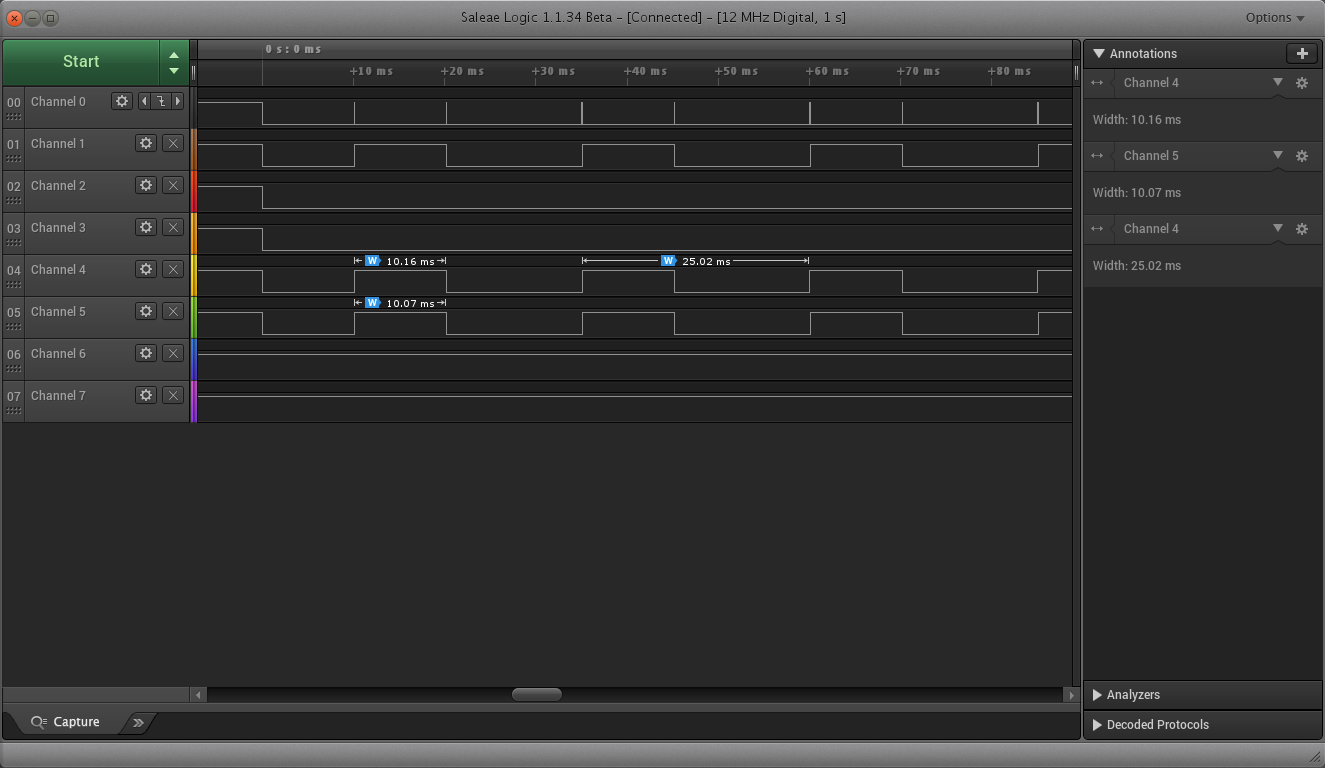 Saleae Logic 1.1.34 Beta – [Connected] – [12 MHz Digital, 1 s]
Options
Start
0 s : 0 ms
+10 ms +20 ms +30 ms +40 ms +50 ms +60 ms +70 ms +80 ms
Annotations
00 Channel 0
01 Channel 1
02 Channel 2
03 Channel 3
04 Channel 4
W 10.16 ms
W 25.02 ms
05 Channel 5
W 10.07 ms
06 Channel 6
07 Channel 7
Channel 4
Width: 10.16 ms
Channel 5
Width: 10.07 ms
Channel 4
Width: 25.02 ms
Analyzers
Decoded Protocols
Capture